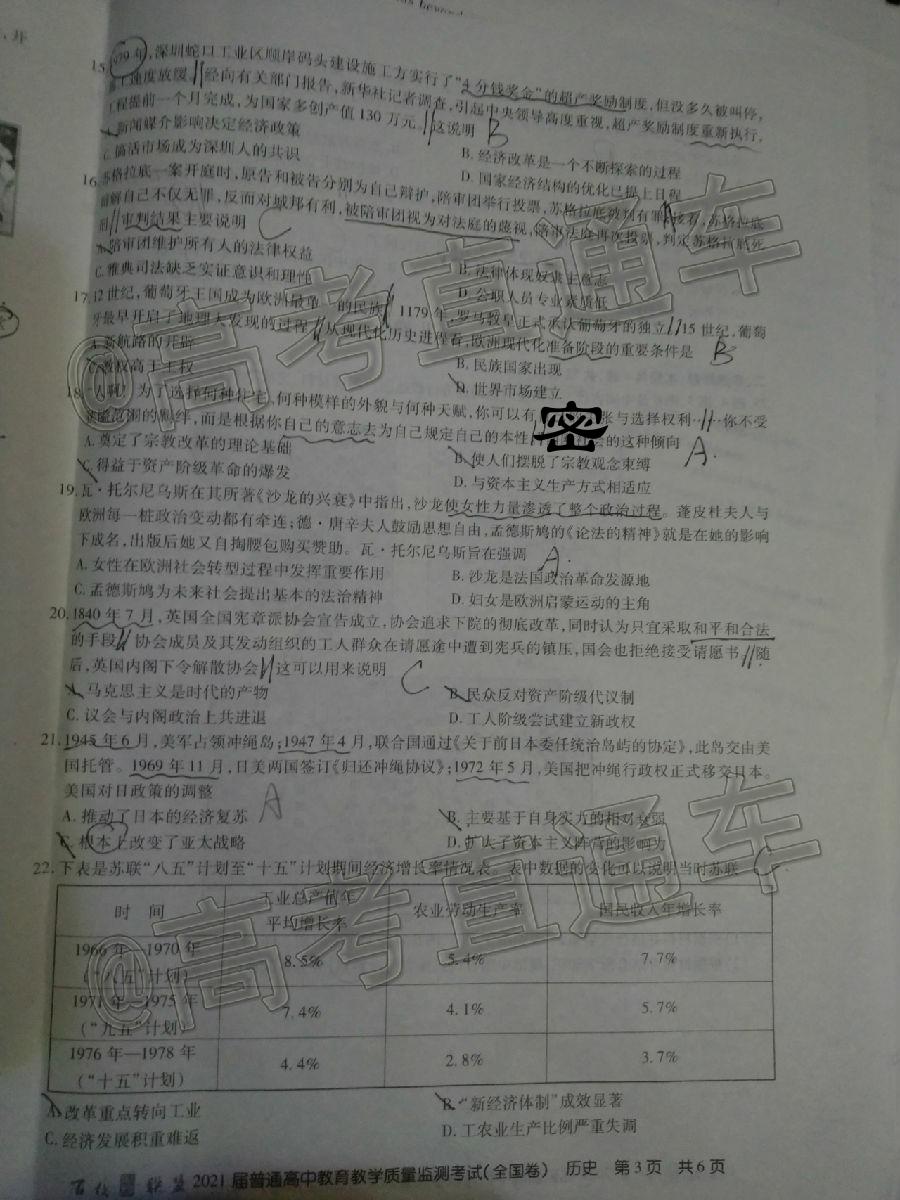 15. 1979年,深圳蛇口工业区顺岸码头建设施工方实行了"4分钱奖金"的超产奖励制度,但没多久被叫停,
工速度放缓。经向有关部门报告,新华社记者调查,引起中央领导高度重视,超产奖励制度重新执行,
工程提前一个月完成,为国家多创产值130万元。这说明 B
A.新闻媒介影响决定经济政策
B.经济改革是一个不断探索的过程
C.搞活市场成为深圳人的共识
D.国家经济结构的优化已提上日程
16.苏格拉底一案开庭时,原告和被告分别为自己辩护,陪审团举行投票,苏格拉底被判有罪。接着,苏格拉底
辩解自己不仅无罪,反而对城邦有利,被陪审团视为对法庭的蔑视,陪审法庭再次投票,判定苏格拉底死
刑。审判结果主要说明 C
A.陪审团维护所有人的法律权益
B.法律体现奴隶主意志
C.雅典司法缺乏实证意识和理性
D.公职人员专业素质低
17.12世纪,葡萄牙王国成为欧洲最早 的民族 1179年,罗马教皇正式承认葡萄牙的独立。15世纪,葡萄
牙最早开启了地理大发现的过程。从现代化历史进程看,欧洲现代化准备阶段的重要条件是 B
A.新航路的开辟
B.民族国家出现
C.教权高于王权
D.世界市场建立
18."人啊!为了选择何种住宅,何种模样的外貌与何种天赋,你可以有 张与选择权利……你不受
的羁绊,而是根据你自己的意志去为自己规定自己的本性 会的这种倾向
A.奠定了宗教改革的理论基础
B.使人们摆脱了宗教观念束缚
A.
C.得益于资产阶级革命的爆发
D.与资本主义生产方式相适应
19.瓦·托尔尼乌斯在其所著《沙龙的兴衰》中指出,沙龙使女性力量渗透了整个政治过程。蓬皮杜夫人与
欧洲每一桩政治变动都有牵连;德·唐辛夫人鼓励思想自由,孟德斯鸠的《论法的精神》就是在她的影响
下成名,出版后她又自掏腰包购买赞助。瓦·托尔尼乌斯旨在强调 A.
A.女性在欧洲社会转型过程中发挥重要作用
B.沙龙是法国政治革命发源地
C.孟德斯鸠为未来社会提出基本的法治精神
D.妇女是欧洲启蒙运动的主角
20.1840年7月,英国全国宪章派协会宣告成立,协会追求下院的彻底改革,同时认为只宜采取和平和合法
的手段。协会成员及其发动组织的工人群众在请愿途中遭到宪兵的镇压,国会也拒绝接受请愿书。随
后,英国内阁下令解散协会。这可以用来说明 C
A.马克思主义是时代的产物
B.民众反对资产阶级代议制
C.议会与内阁政治上共进退
D.工人阶级尝试建立新政权
21.1945年6月,美军占领冲绳岛;1947年4月,联合国通过《关于前日本委任统治岛屿的协定》,此岛交由美
国托管。1969年11月,日美两国签订《归还冲绳协议》;1972年5月,美国把冲绳行政权正式移交日本。
美国对日政策的调整 A
A.推动了日本的经济复苏
B.主要基于自身实力的相对衰弱
C.根本上改变了亚太战略
D.扩大了资本主义阵营的影响力
22.下表是苏联"八五"计划至"十五"计划期间经济增长率情况表。表中数据的变化可以说明当时苏联 C
时 间 工业总产值年平均增长率 农业劳动生产率 国民收入年增长率
1966年—1970年("八五"计划) 8.5% 5.4% 7.7%
1971年—1975年("九五"计划) 7.4% 4.1% 5.7%
1976年—1978年("十五"计划) 4.4% 2.8% 3.7%
A.改革重点转向工业
B."新经济体制"成效显著
C.经济发展积重难返
D.工农业生产比例严重失调
2021届普通高中教育教学质量监测考试(全国卷) 历史 第3页 共6页
密
@高考直通车
@高考直通车